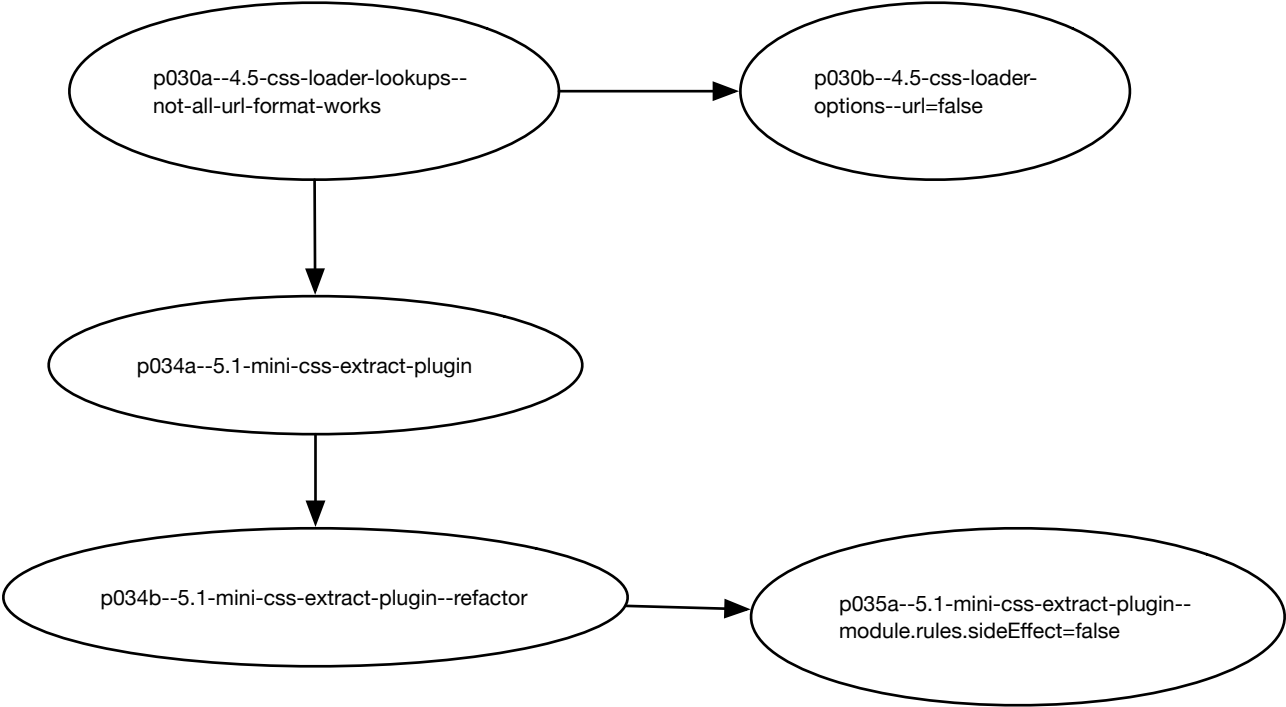 p030a--4.5-css-loader-lookups--
not-all-url-format-works
p030b--4.5-css-loader-
options--url=false
p034a--5.1-mini-css-extract-plugin
p034b--5.1-mini-css-extract-plugin--refactor
p035a--5.1-mini-css-extract-plugin--
module.rules.sideEffect=false